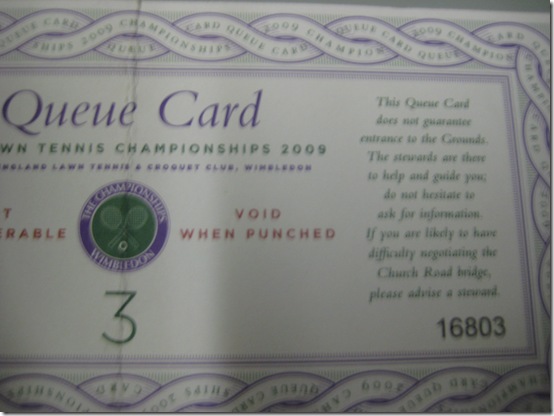 2009 CHAMPIONSHIPS QUEUE CARD 2009 CHAMPIONSHIPS QUEUE CARD
Queue Card
WN TENNIS CHAMPIONSHIPS 2009
ENGLAND LAWN TENNIS & CROQUET CLUB, WIMBLEDON
T
ERABLE
THE CHAMPIONSHIPS
WIMBLEDON
VOID
WHEN PUNCHED
3
This Queue Card
does not guarantee
entrance to the Grounds.
The stewards are there
to help and guide you;
do not hesitate to
ask for information.
If you are likely to have
difficulty negotiating the
Church Road bridge,
please advise a steward.
16803